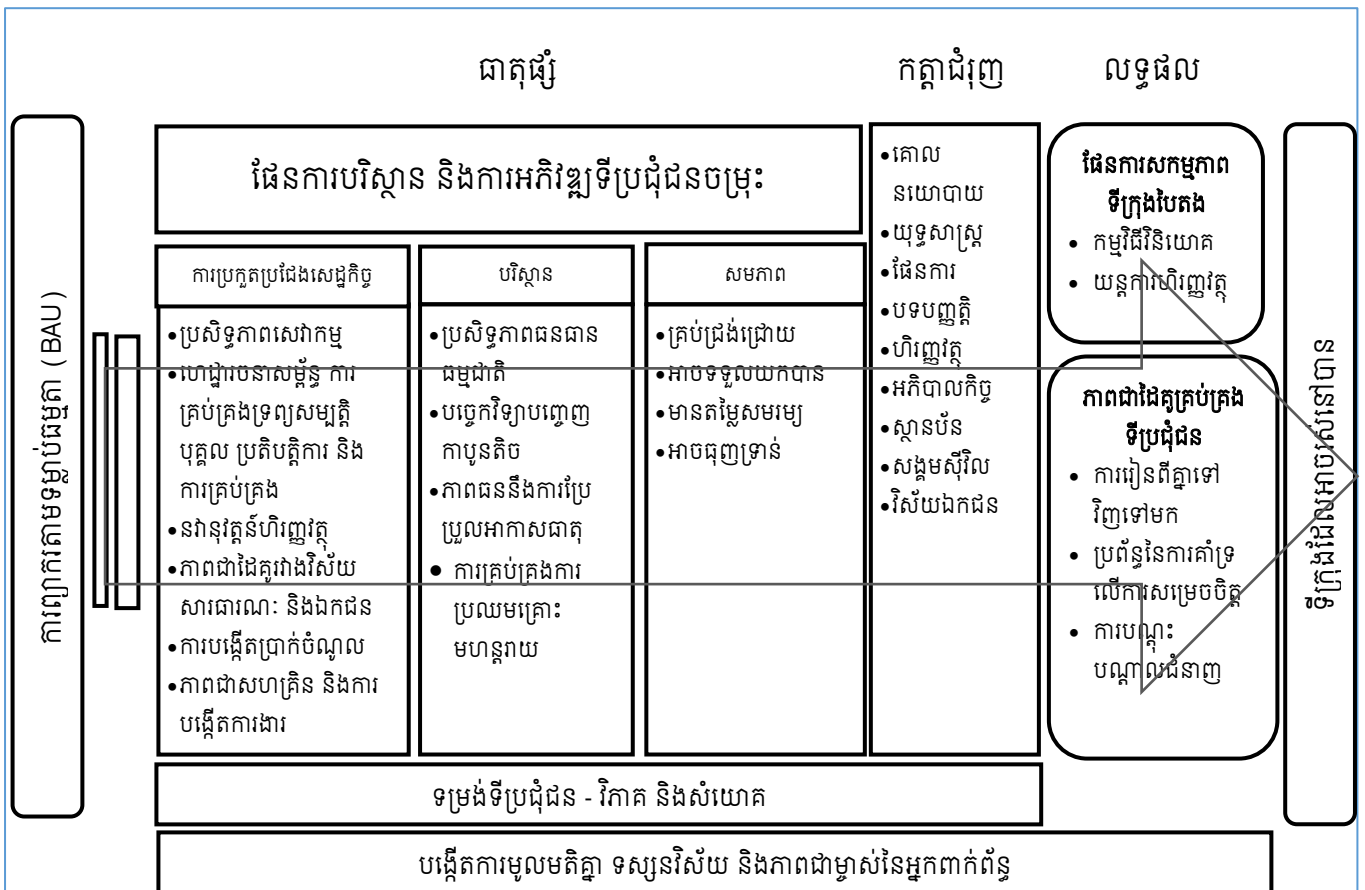 ធាតុផ្សំ
កត្តាជំរុញ
លទ្ធផល
ការព្យាករតាមទម្លាប់ធម្មតា (BAU)
ផែនការបរិស្ថាន និងការអភិវឌ្ឍទីប្រជុំជនចម្រុះ
ការប្រកួតប្រជែងសេដ្ឋកិច្ច
•ប្រសិទ្ធភាពសេវាកម្ម
•ហេដ្ឋារចនាសម្ព័ន្ធ ការ
គ្រប់គ្រងទ្រព្យសម្បត្តិ
បុគ្គល ប្រតិបត្តិការ និង
ការគ្រប់គ្រង
•នវានុវត្តន៍ហិរញ្ញវត្ថុ
•ភាពជាដៃគូរវាងវិស័យ
សារធារណៈ និងឯកជន
•ការបង្កើតប្រាក់ចំណូល
•ភាពជាសហគ្រិន និងការ
បង្កើតការងារ
បរិស្ថាន
•ប្រសិទ្ធភាពធនធាន
ធម្មជាតិ
•បច្ចេកវិទ្យាបញ្ចេញ
កាបូនតិច
•ភាពធននឹងការប្រែ
ប្រួលអាកាសធាតុ
• ការគ្រប់គ្រងការ
ប្រឈមគ្រោះ
មហន្តរាយ
សមភាព
•គ្រប់ជ្រុងជ្រោយ
•អាចទទួលយកបាន
•មានតម្លៃសមរម្យ
•អាចធុញទ្រាន់
•គោល
នយោបាយ
•យុទ្ធសាស្ត្រ
•ផែនការ
•បទបញ្ញត្តិ
•ហិរញ្ញវត្ថុ
•អភិបាលកិច្ច
•ស្ថាប័ន
•សង្គមស៊ីវិល
•វិស័យឯកជន
ផែនការសកម្មភាព
ទីក្រុងបៃតង
• កម្មវិធីវិនិយោគ
• យន្តការហិរញ្ញវត្ថុ
ភាពជាដៃគូគ្រប់គ្រង
ទីប្រជុំជន
• ការរៀនពីគ្នាទៅ
វិញទៅមក
• ប្រព័ន្ធនៃការគាំទ្រ
លើការសម្រេចចិត្ត
• ការបណ្តុះ
បណ្តាលជំនាញ
ទីក្រុងដែលអាចរស់នៅបាន
ទម្រង់ទីប្រជុំជន - វិភាគ និងសំយោគ
បង្កើតការមូលមតិគ្នា ទស្សនវិស័យ និងភាពជាម្ចាស់នៃអ្នកពាក់ព័ន្ធ